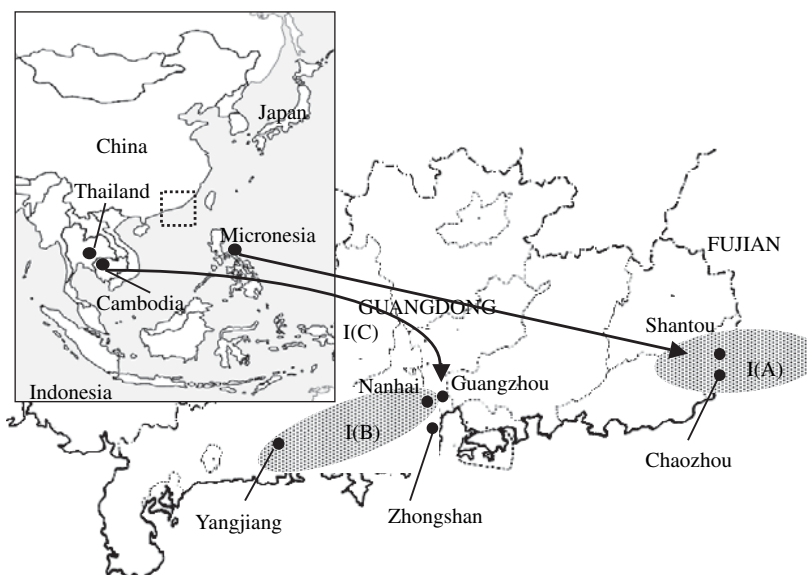 Japan
China
Thailand
Micronesia
FUJIAN
Cambodia
GUANGDONG
Shantou
I(C)
I(A)
Nanhai
Guangzhou
Indonesia
I(B)
Chaozhou
Yangjiang
Zhongshan